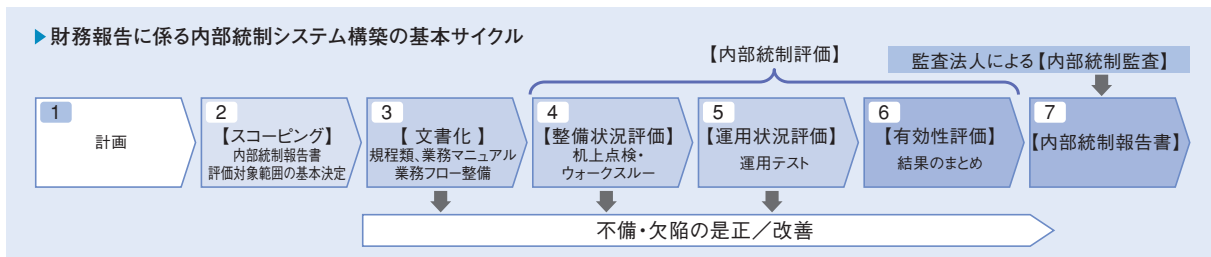 ▶財務報告に係る内部統制システム構築の基本サイクル
【内部統制評価】
監査法人による【内部統制監査】
1
計画
2
【スコーピング】
内部統制報告書
評価対象範囲の基本決定
3
【 文書化 】
規程類、業務マニュアル
業務フロー整備
4
【整備状況評価】
机上点検・
ウォークスルー
5
【運用状況評価】
運用テスト
6
【有効性評価】
結果のまとめ
7
【内部統制報告書】
不備・欠陥の是正／改善